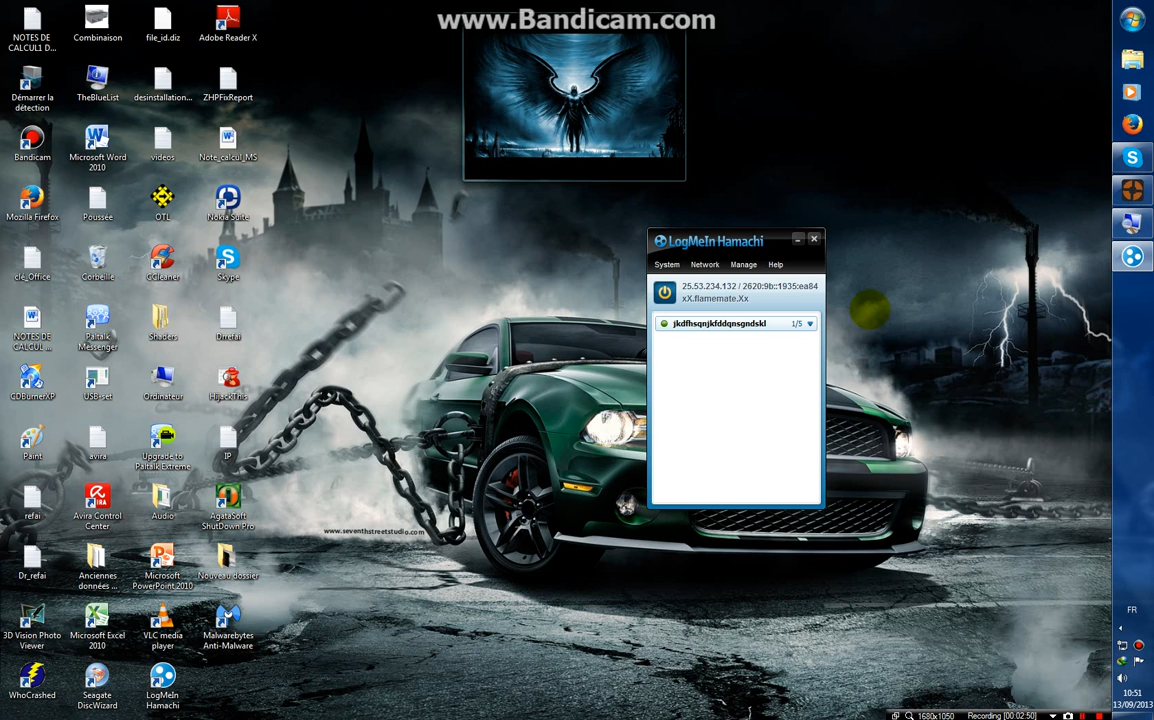 www.Bandicam.com
NOTES DE
CALCUL1 D...
Combinaison
file_id.diz
Adobe Reader X
Démarrer la
détection
TheBlueList
desinstallation...
ZHPFixReport
Bandicam
Microsoft Word
2010
videos
Note_calcul_MS
Mozilla Firefox
Poussée
OTL
Nokia Suite
clé_Office
Corbeille
CCleaner
Skype
NOTES DE
CALCUL ...
Paltalk
Messenger
Shaders
Drrefai
CDBurnerXP
USB-set
Ordinateur
HijackThis
Paint
avira
Upgrade to
Paltalk Extreme
IP
refai
Avira Control
Center
Audio
AgataSoft
ShutDown Pro
Dr_refai
Anciennes
données ...
Microsoft
PowerPoint 2010
Nouveau dossier
3D Vision Photo
Viewer
Microsoft Excel
2010
VLC media
player
Malwarebytes
Anti-Malware
WhoCrashed
Seagate
DiscWizard
LogMeIn
Hamachi
LogMeIn Hamachi
System Network Manage Help
25.53.234.132 / 2620:9b::1935:ea84
xX.flamemate.Xx
jkdfhsqnjkfddqnsgndskl 1/5
www.seventhstreetstudio.com
FR
10:51
13/09/2013
1680x1050 Recording [00:02:50]